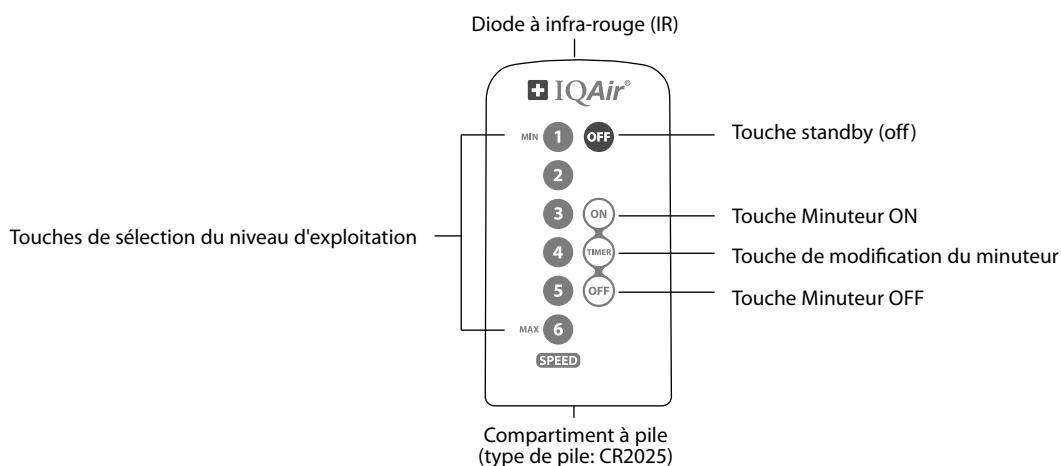 Diode à infra-rouge (IR)
IQAir®
MIN 1 OFF
Touche standby (off)
2
3 ON
Touche Minuteur ON
Touches de sélection du niveau d'exploitation
4 TIMER
Touche de modification du minuteur
5 OFF
Touche Minuteur OFF
MAX 6
SPEED
Compartiment à pile
(type de pile: CR2025)